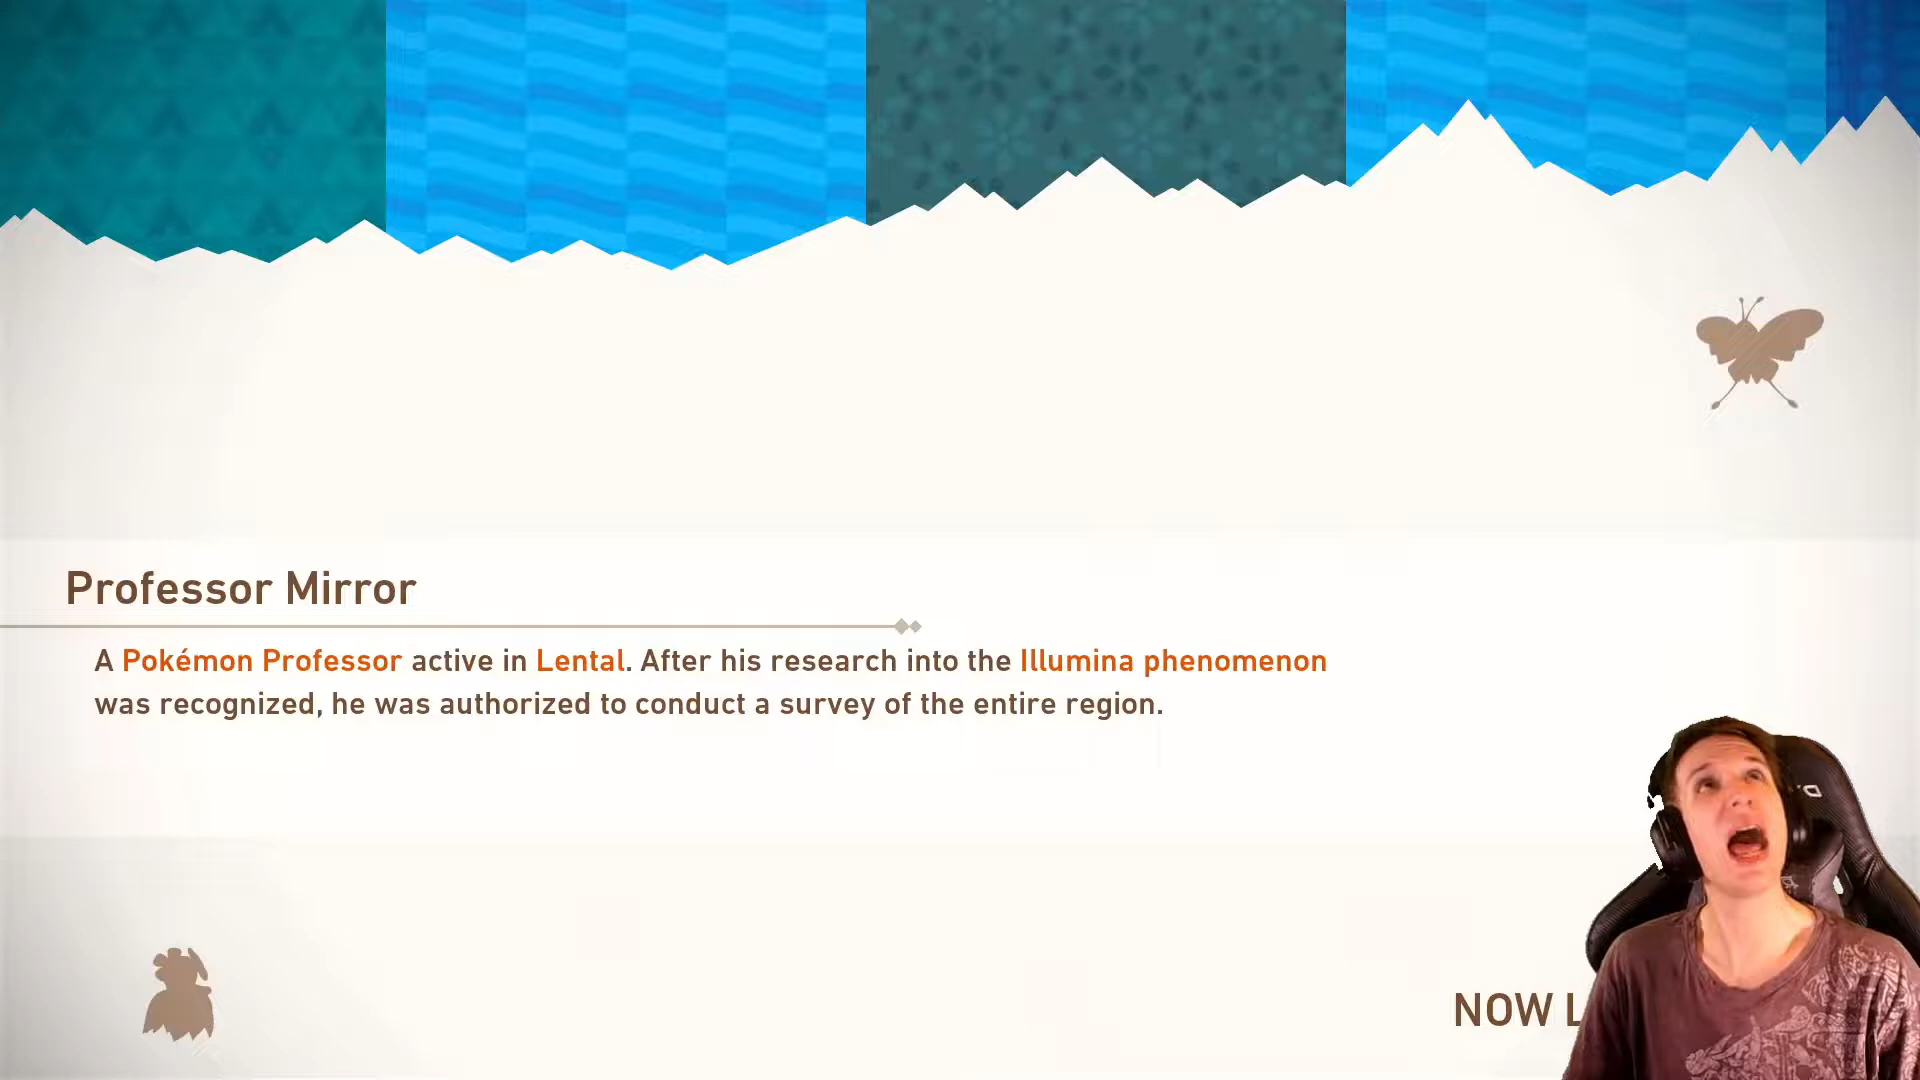 Professor Mirror
A Pokémon Professor active in Lental. After his research into the Illumina phenomenon
was recognized, he was authorized to conduct a survey of the entire region.
NOW L